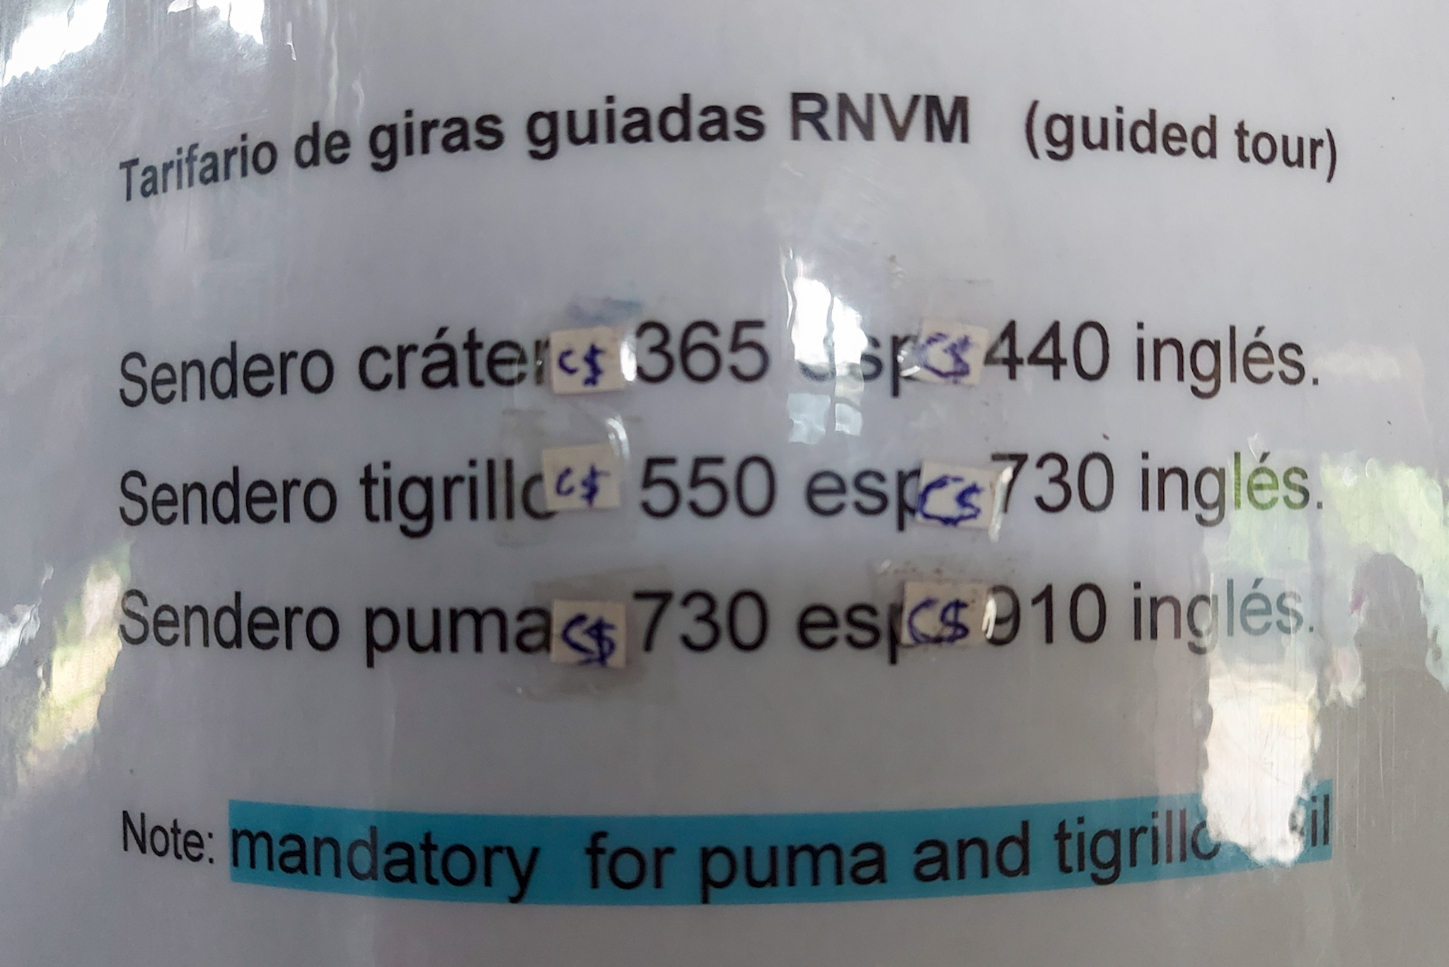 Tarifario de giras guiadas RNVM (guided tour)
Sendero cráter C$ 365 esp C$ 440 inglés.
Sendero tigrillo C$ 550 esp C$ 730 inglés.
Sendero puma C$ 730 esp C$ 910 inglés.
Note: mandatory for puma and tigrillo